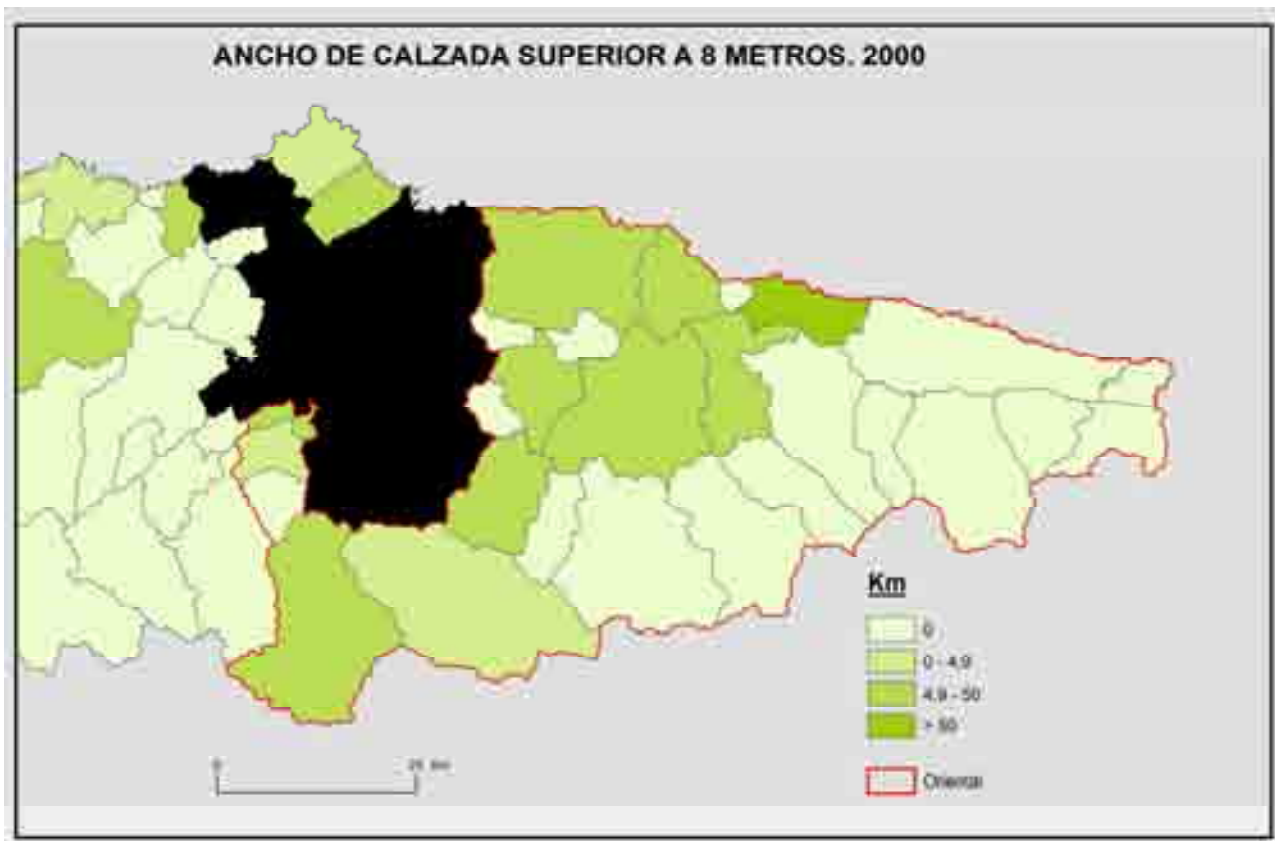 ANCHO DE CALZADA SUPERIOR A 8 METROS. 2000
Km
0
0 - 4.9
4.9 - 50
> 50
Oriental
0 km